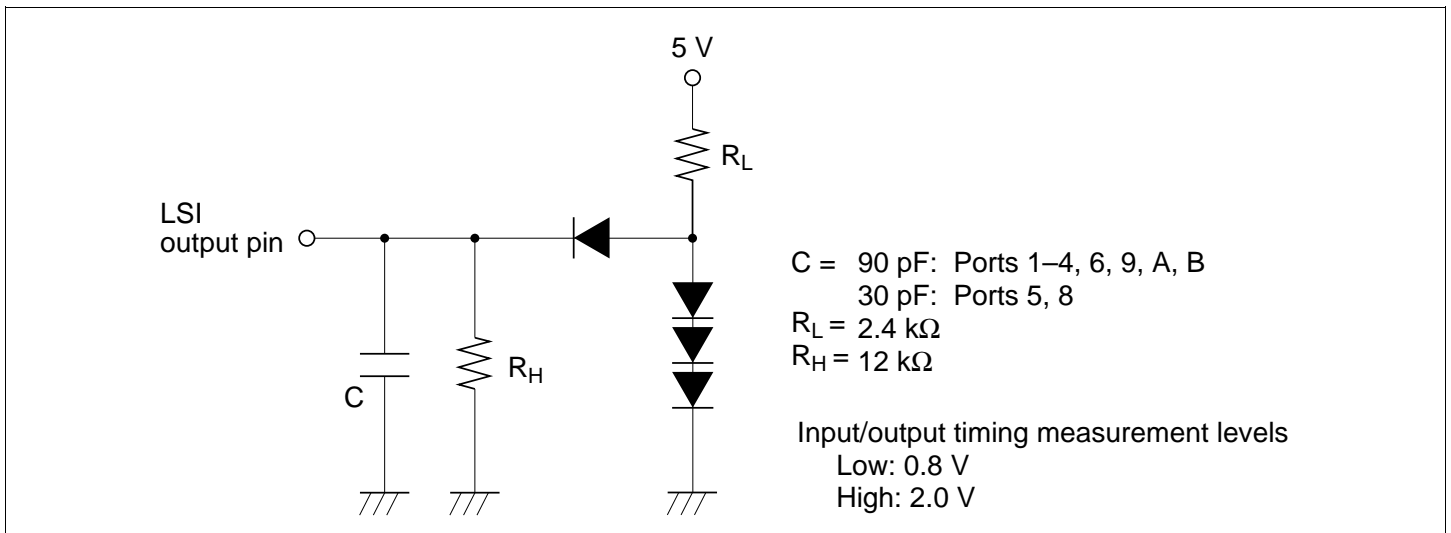 5 V
R_L
LSI
output pin
C
R_H
C = 90 pF: Ports 1–4, 6, 9, A, B
30 pF: Ports 5, 8
R_L = 2.4 kΩ
R_H = 12 kΩ
Input/output timing measurement levels
Low: 0.8 V
High: 2.0 V